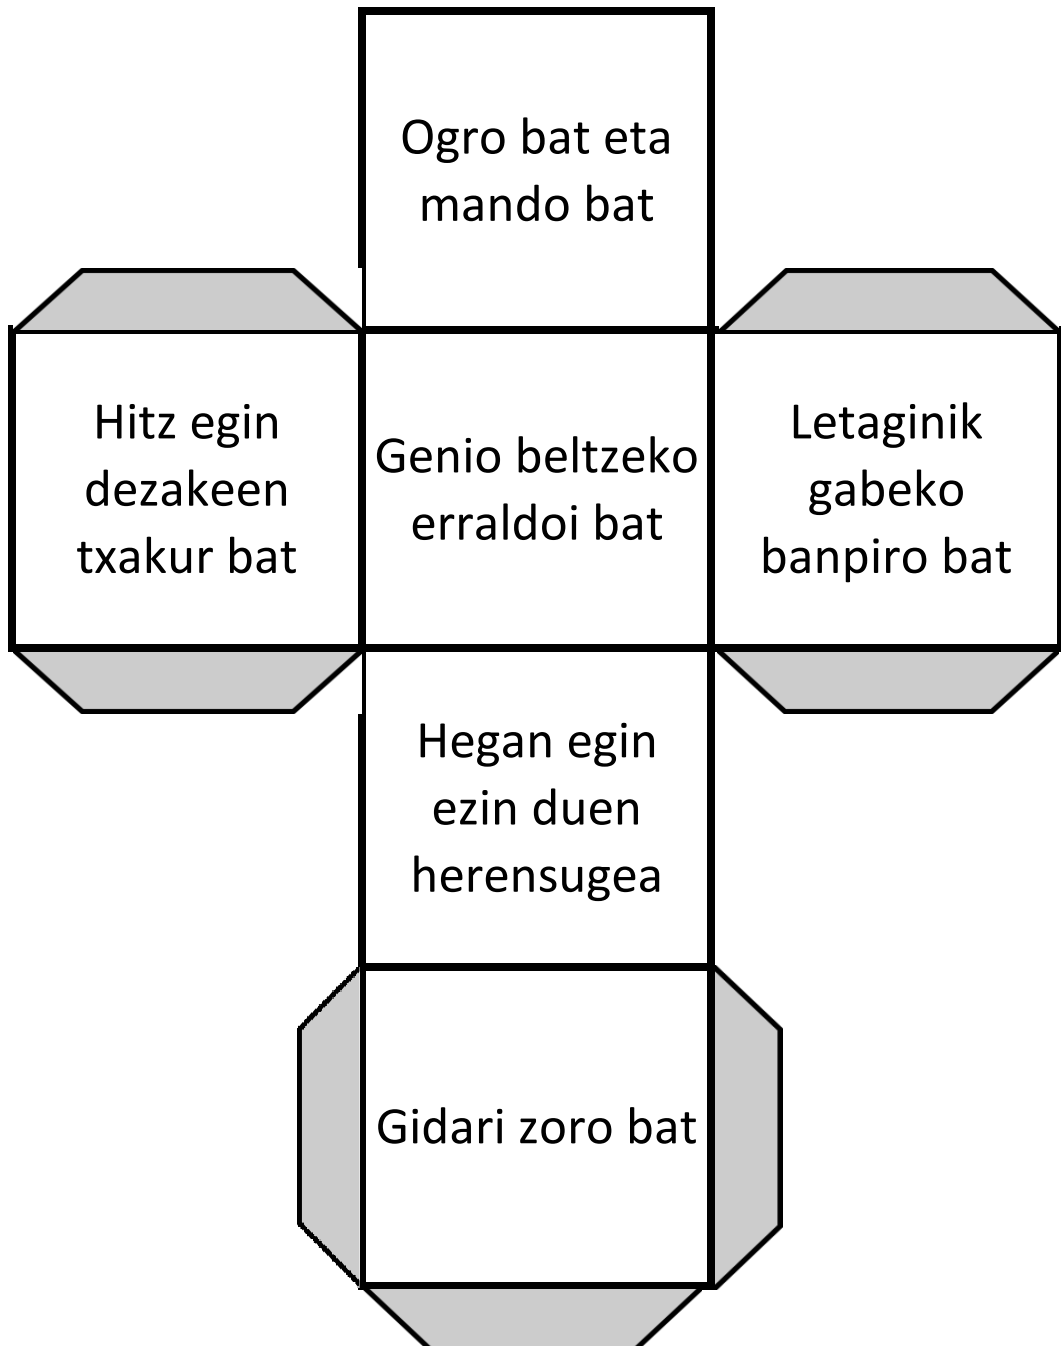 Ogro bat eta
mando bat
Hitz egin
dezakeen
txakur bat
Genio beltzeko
erraldoi bat
Letaginik
gabeko
banpiro bat
Hegan egin
ezin duen
herensugea
Gidari zoro bat